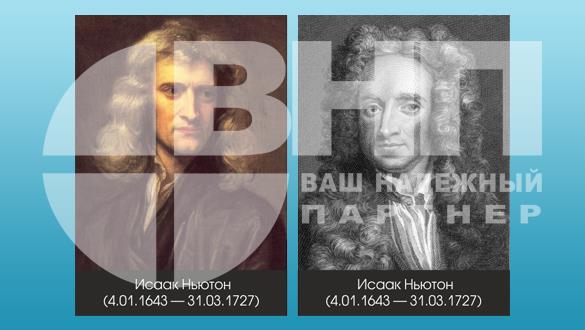 ВНП
ВАШ НАДЕЖНЫЙ
ПАРТНЕР
Исаак Ньютон
(4.01.1643 — 31.03.1727)
Исаак Ньютон
(4.01.1643 — 31.03.1727)